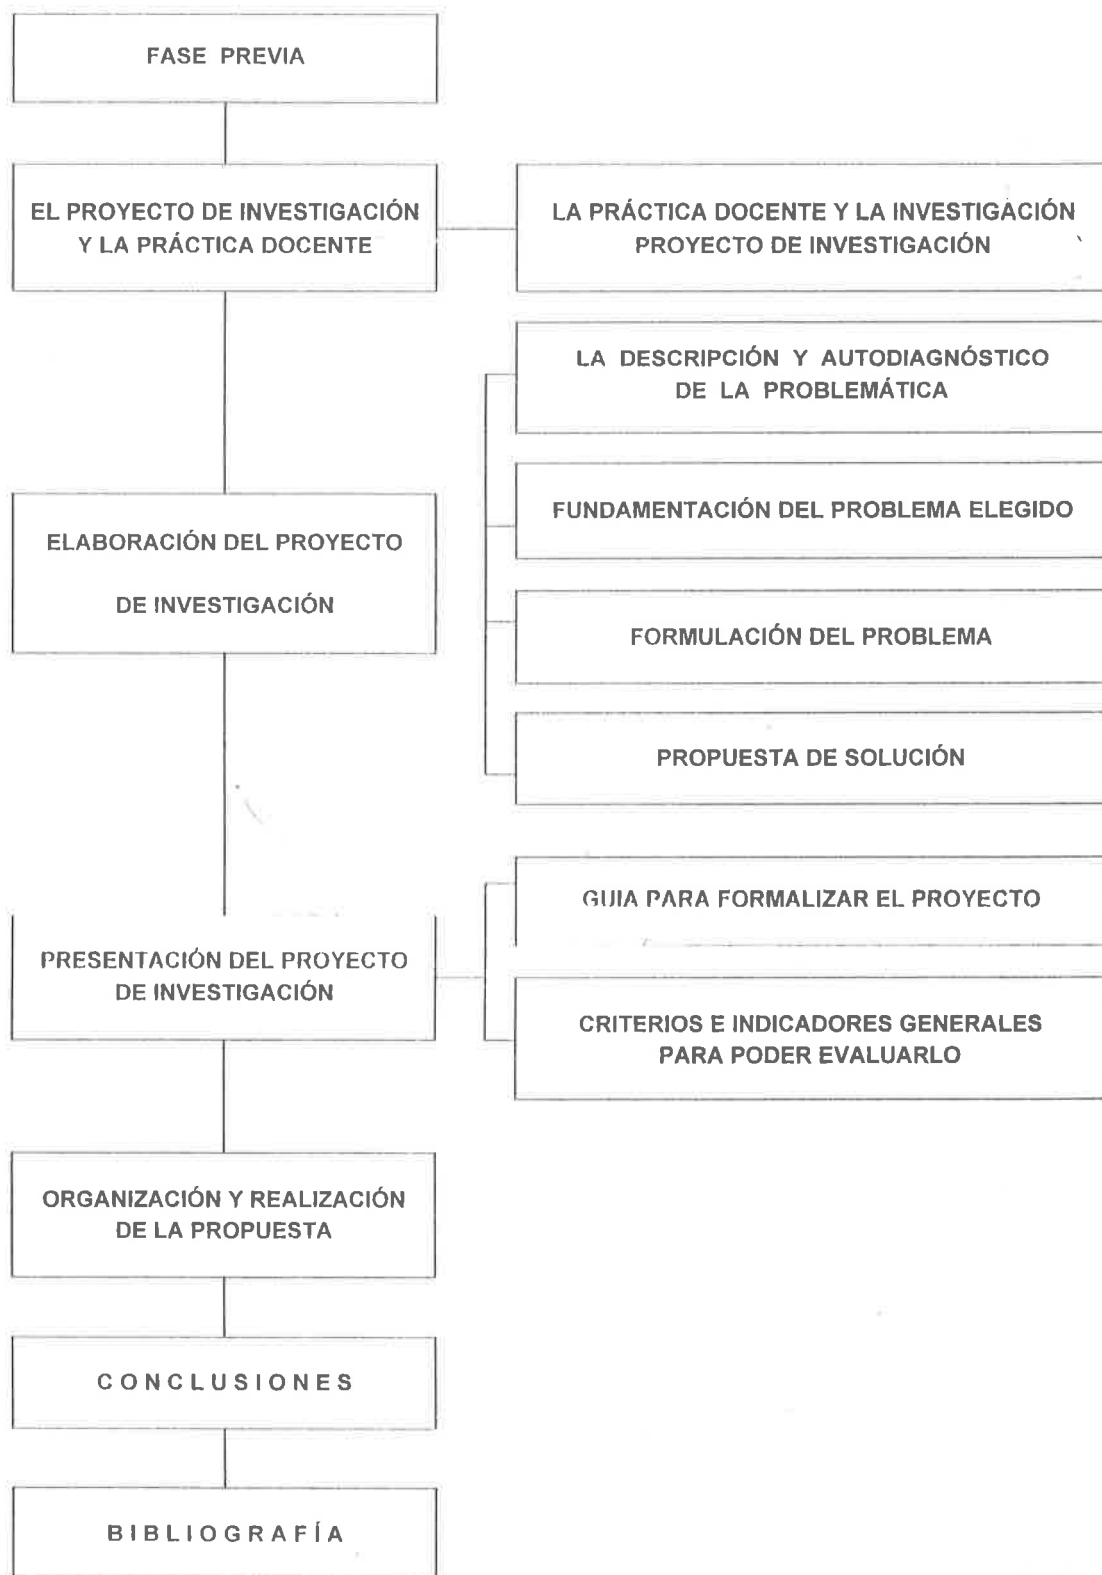 FASE PREVIA
EL PROYECTO DE INVESTIGACIÓN
Y LA PRÁCTICA DOCENTE
LA PRÁCTICA DOCENTE Y LA INVESTIGACIÓN
PROYECTO DE INVESTIGACIÓN
LA DESCRIPCIÓN Y AUTODIAGNÓSTICO
DE LA PROBLEMÁTICA
FUNDAMENTACIÓN DEL PROBLEMA ELEGIDO
ELABORACIÓN DEL PROYECTO
DE INVESTIGACIÓN
FORMULACIÓN DEL PROBLEMA
PROPUESTA DE SOLUCIÓN
GUIA PARA FORMALIZAR EL PROYECTO
PRESENTACIÓN DEL PROYECTO
DE INVESTIGACIÓN
CRITERIOS E INDICADORES GENERALES
PARA PODER EVALUARLO
ORGANIZACIÓN Y REALIZACIÓN
DE LA PROPUESTA
CONCLUSIONES
BIBLIOGRAFÍA